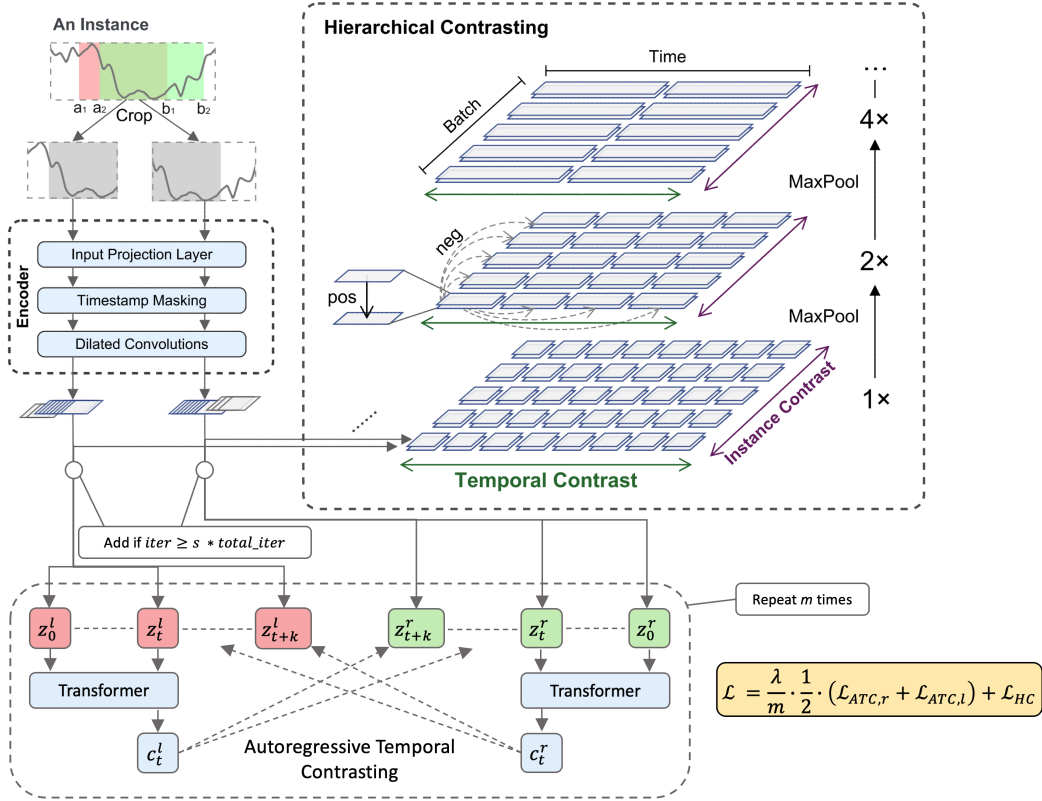 An Instance
a₁ a₂ b₁ b₂
Crop
Encoder
Input Projection Layer
Timestamp Masking
Dilated Convolutions
Hierarchical Contrasting
Time
Batch
...
4×
MaxPool
neg
pos
2×
MaxPool
1×
.....
Instance Contrast
Temporal Contrast
Add if iter ≥ s * total_iter
Repeat m times
z_0^l z_t^l z_{t+k}^l z_{t+k}^r z_t^r z_0^r
Transformer
Transformer
c_t^l
c_t^r
Autoregressive Temporal
Contrasting
ℒ = λ/m · 1/2 · (ℒ_{ATC,r} + ℒ_{ATC,l}) + ℒ_{HC}